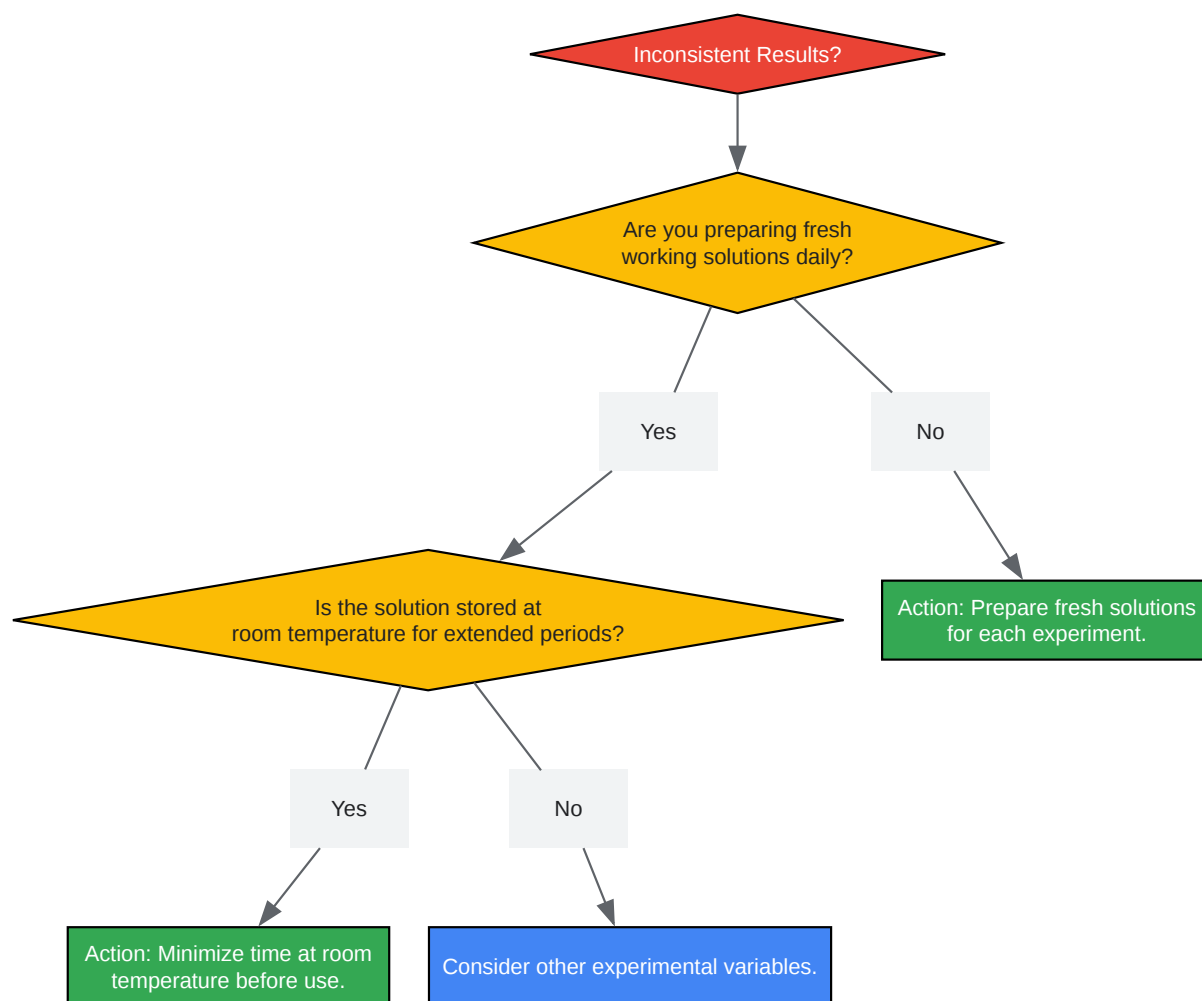 Inconsistent Results?
Are you preparing fresh
working solutions daily?
Yes
No
Is the solution stored at
room temperature for extended periods?
Action: Prepare fresh solutions
for each experiment.
Yes
No
Action: Minimize time at room
temperature before use.
Consider other experimental variables.